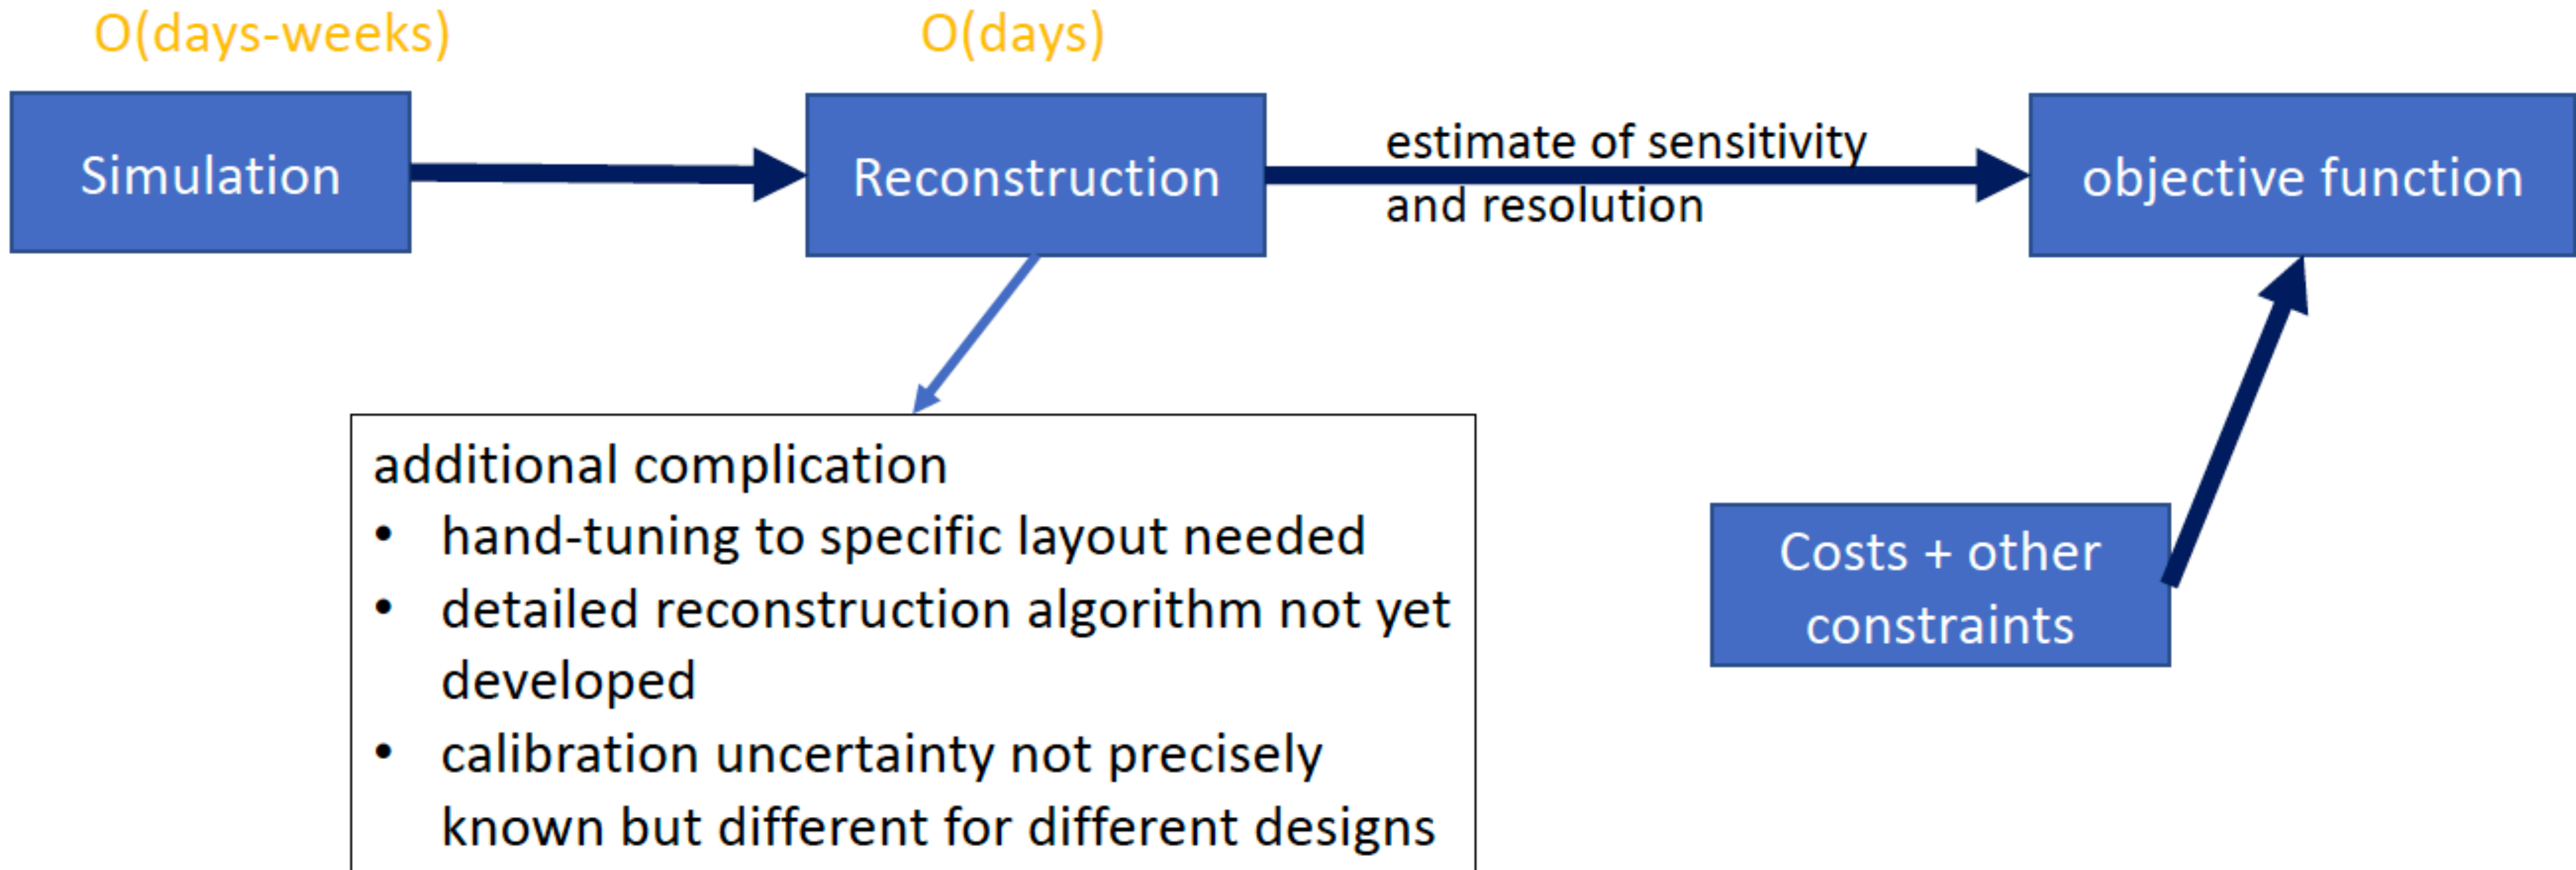 O(days-weeks)
O(days)
Simulation
Reconstruction
estimate of sensitivity
and resolution
objective function
additional complication
• hand-tuning to specific layout needed
• detailed reconstruction algorithm not yet
developed
• calibration uncertainty not precisely
known but different for different designs
Costs + other
constraints